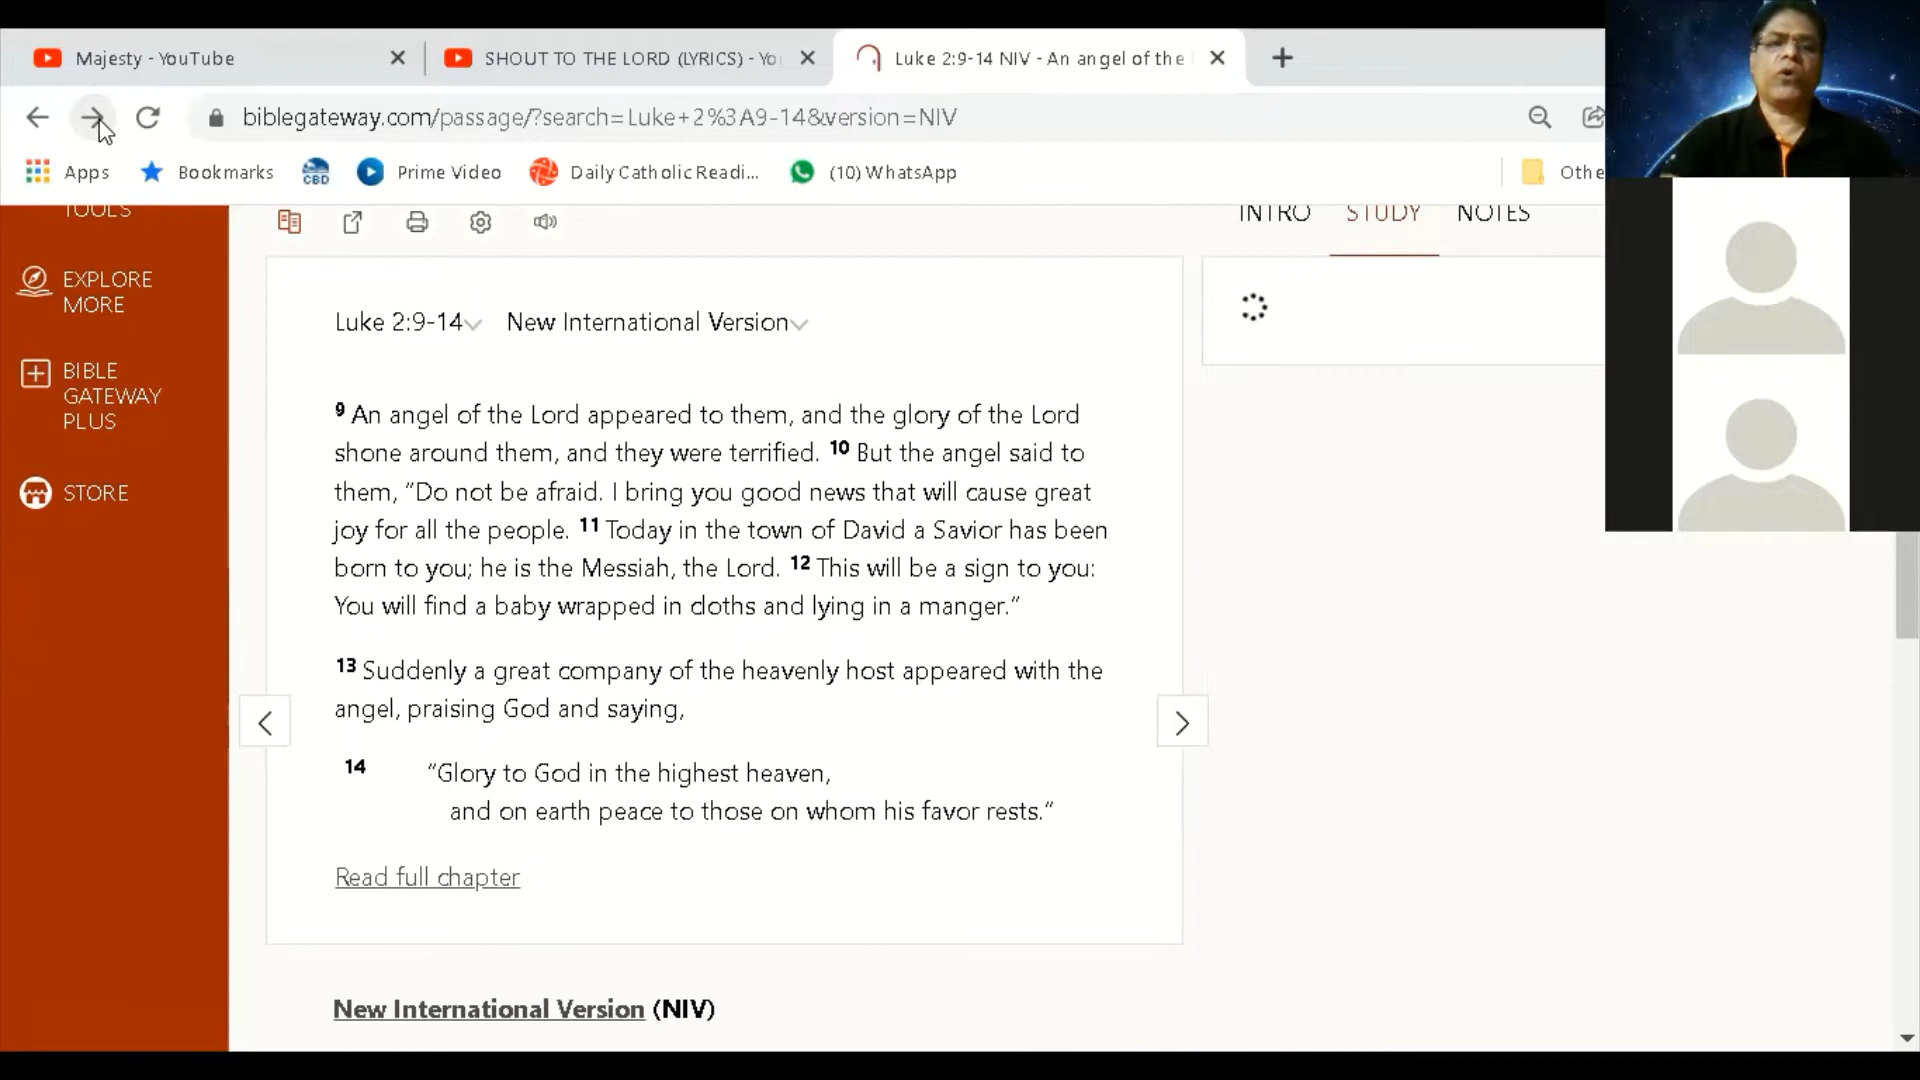 Majesty - YouTube
SHOUT TO THE LORD (LYRICS) - Yo
Luke 2:9-14 NIV - An angel of the
biblegateway.com/passage/?search=Luke+2%3A9-14&version=NIV
Apps
Bookmarks
CBD
Prime Video
Daily Catholic Readi...
(10) WhatsApp
Othe
TOOLS
EXPLORE
MORE
BIBLE
GATEWAY
PLUS
STORE
INTRO STUDY NOTES
Luke 2:9-14 New International Version
9 An angel of the Lord appeared to them, and the glory of the Lord
shone around them, and they were terrified. 10 But the angel said to
them, “Do not be afraid. I bring you good news that will cause great
joy for all the people. 11 Today in the town of David a Savior has been
born to you; he is the Messiah, the Lord. 12 This will be a sign to you:
You will find a baby wrapped in cloths and lying in a manger.”
13 Suddenly a great company of the heavenly host appeared with the
angel, praising God and saying,
14 “Glory to God in the highest heaven,
and on earth peace to those on whom his favor rests.”
Read full chapter
New International Version (NIV)